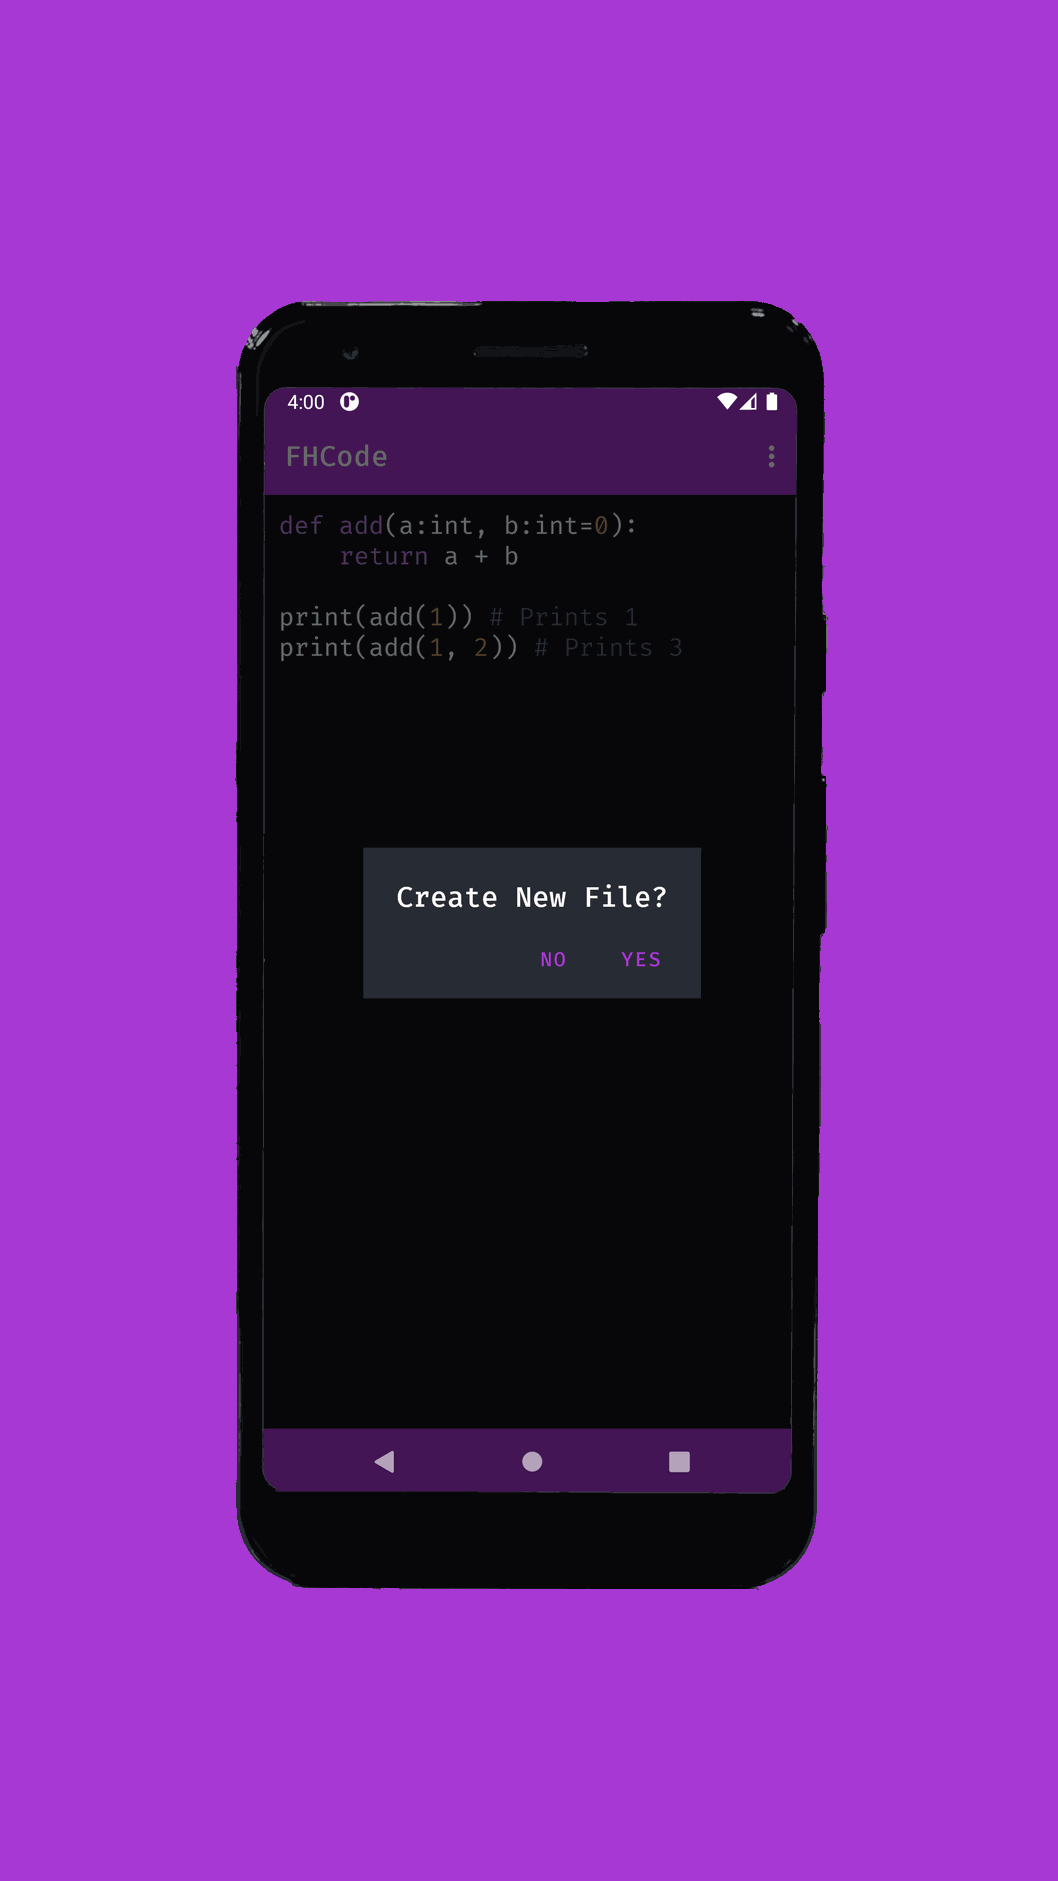 4:00
FHCode
def add(a:int, b:int=0):
    return a + b
print(add(1)) # Prints 1
print(add(1, 2)) # Prints 3
Create New File?
NO YES